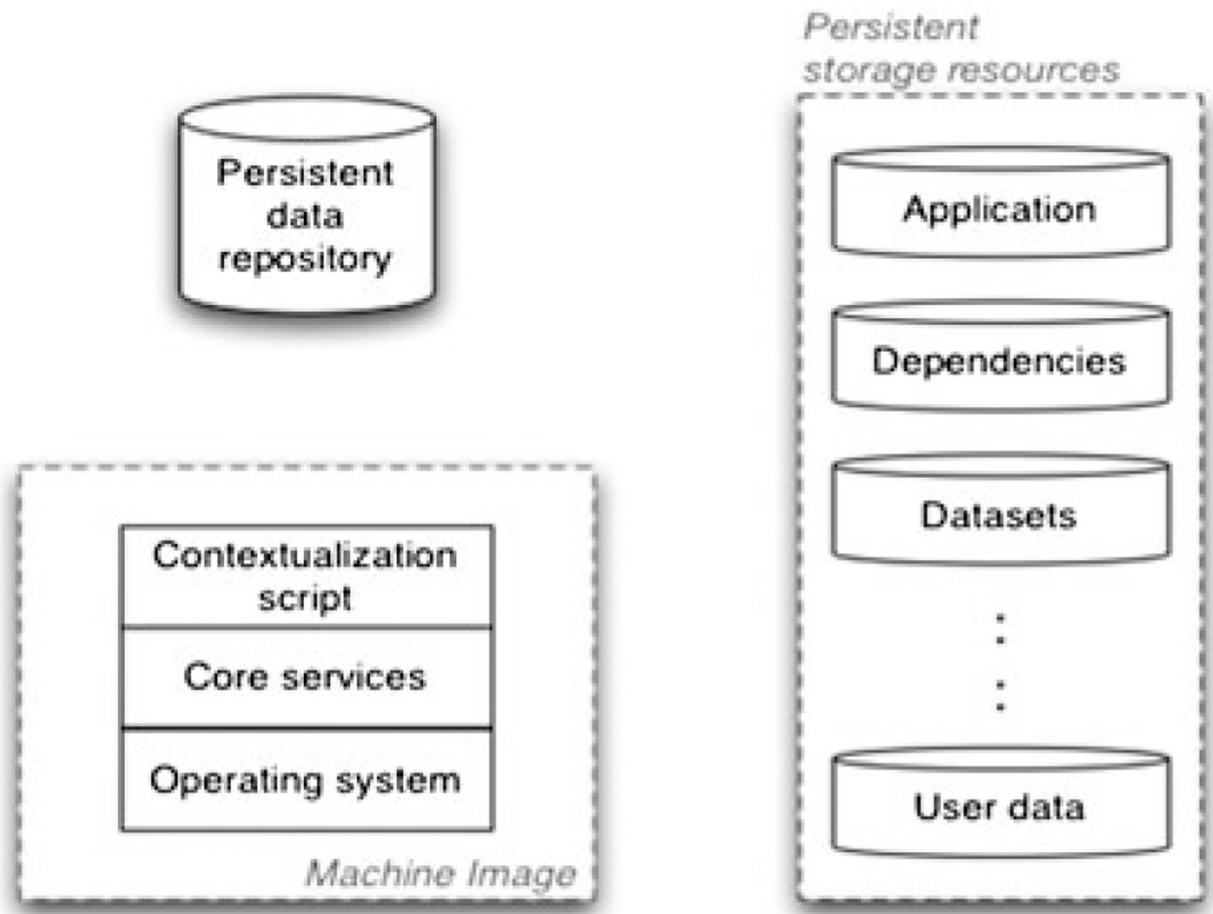 Persistent
data
repository
Contextualization
script
Core services
Operating system
Machine Image
Persistent
storage resources
Application
Dependencies
Datasets
User data